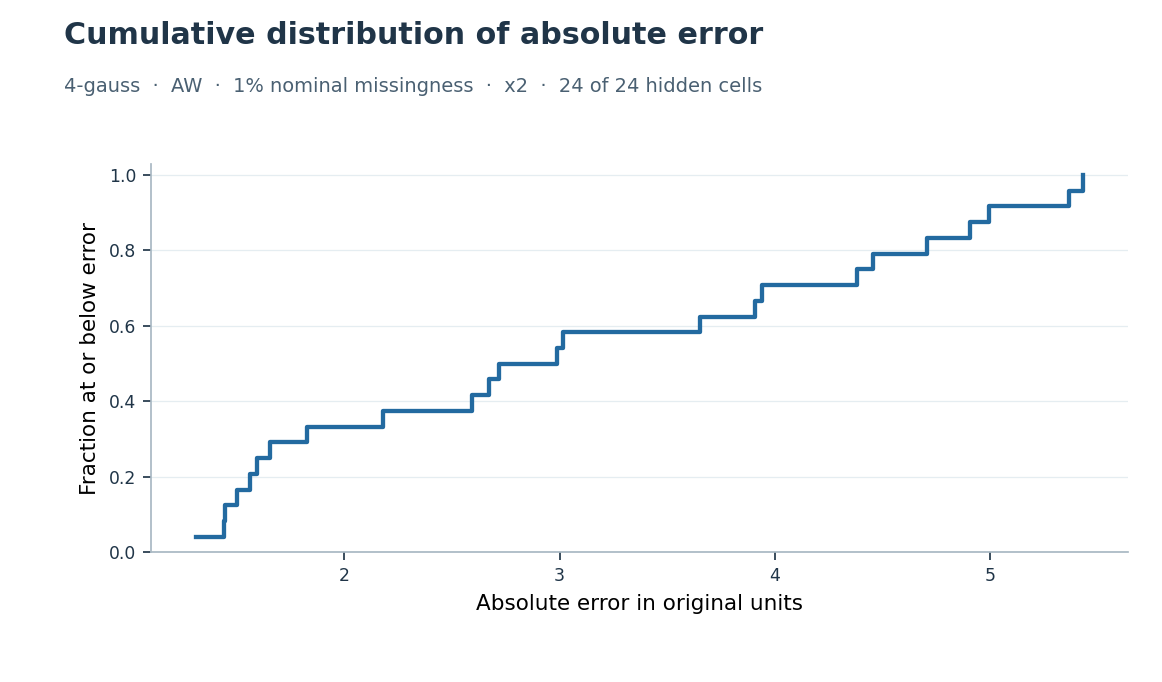 Cumulative distribution of absolute error
4-gauss · AW · 1% nominal missingness · x2 · 24 of 24 hidden cells
Fraction at or below error
1.0
0.8
0.6
0.4
0.2
0.0
2 3 4 5
Absolute error in original units